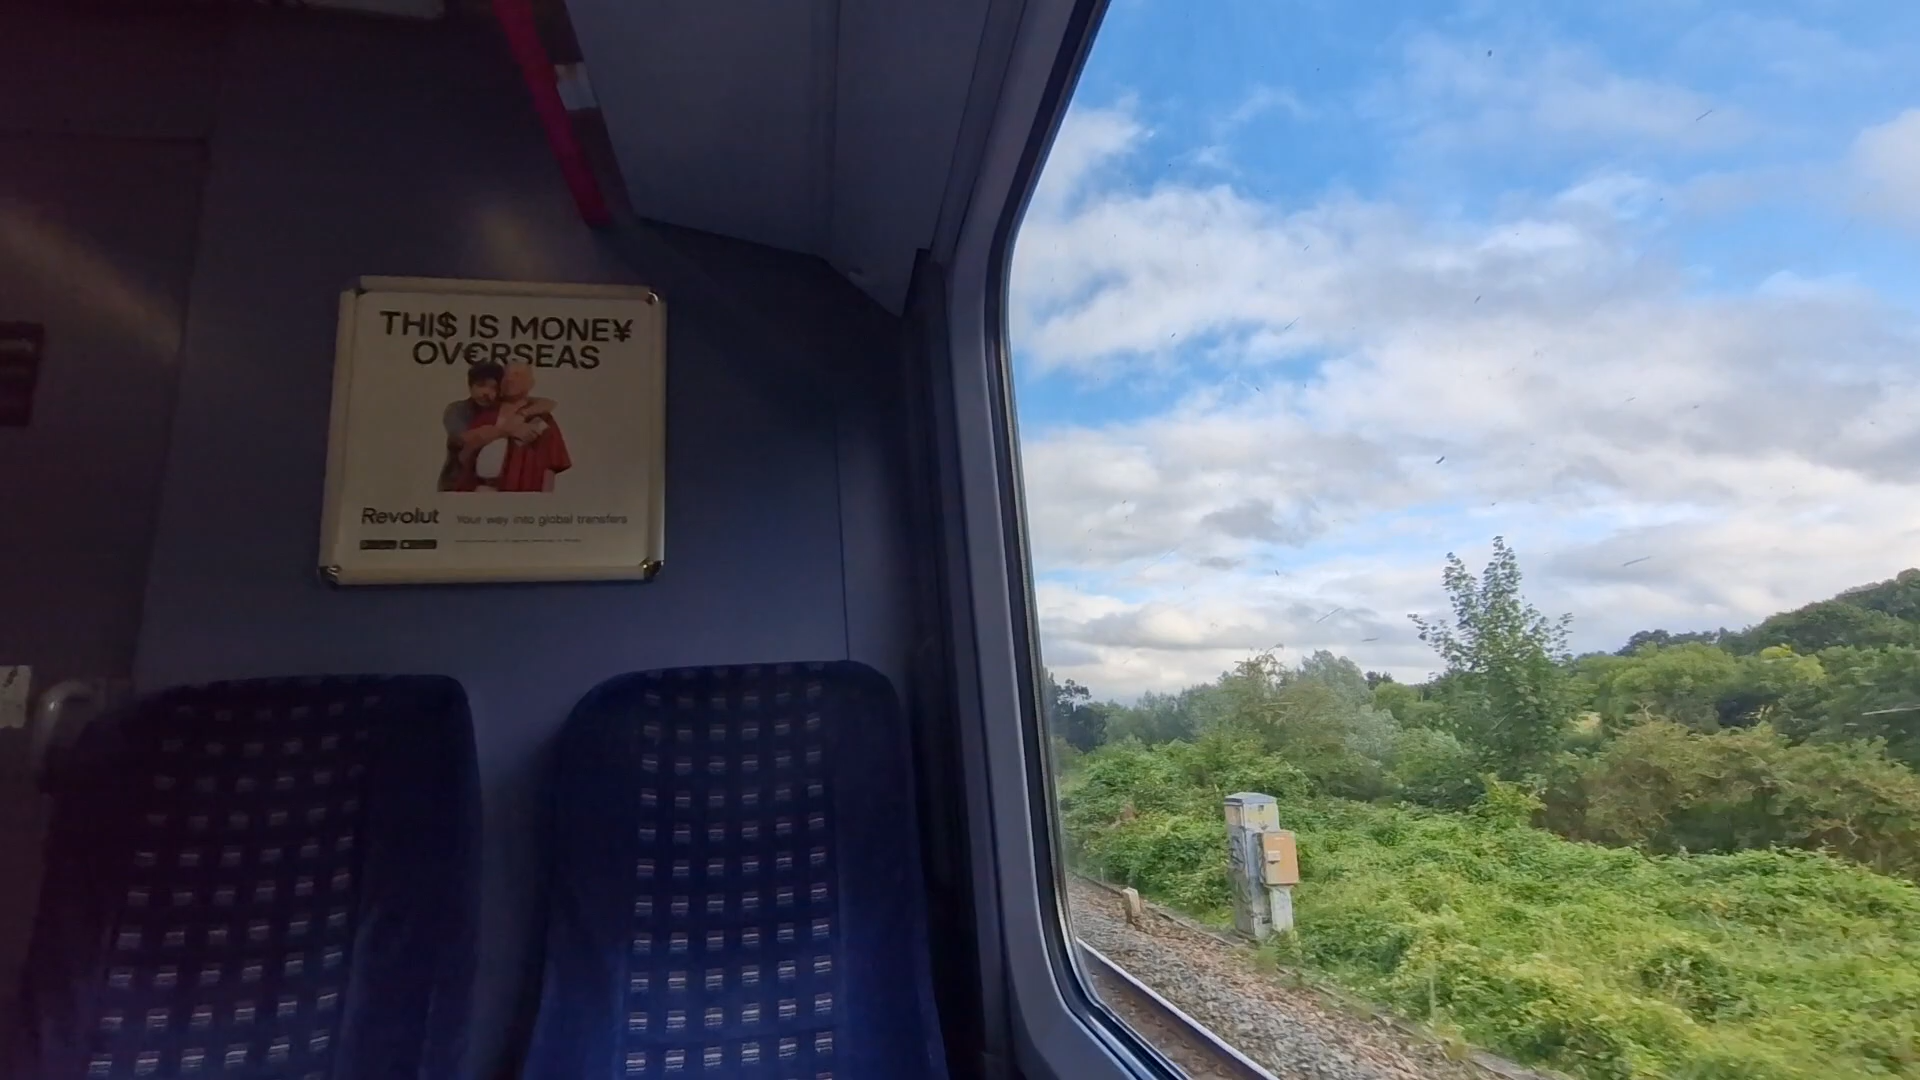 THI$ IS MONE¥
OV€RSEAS
Revolut Your way into global transfers